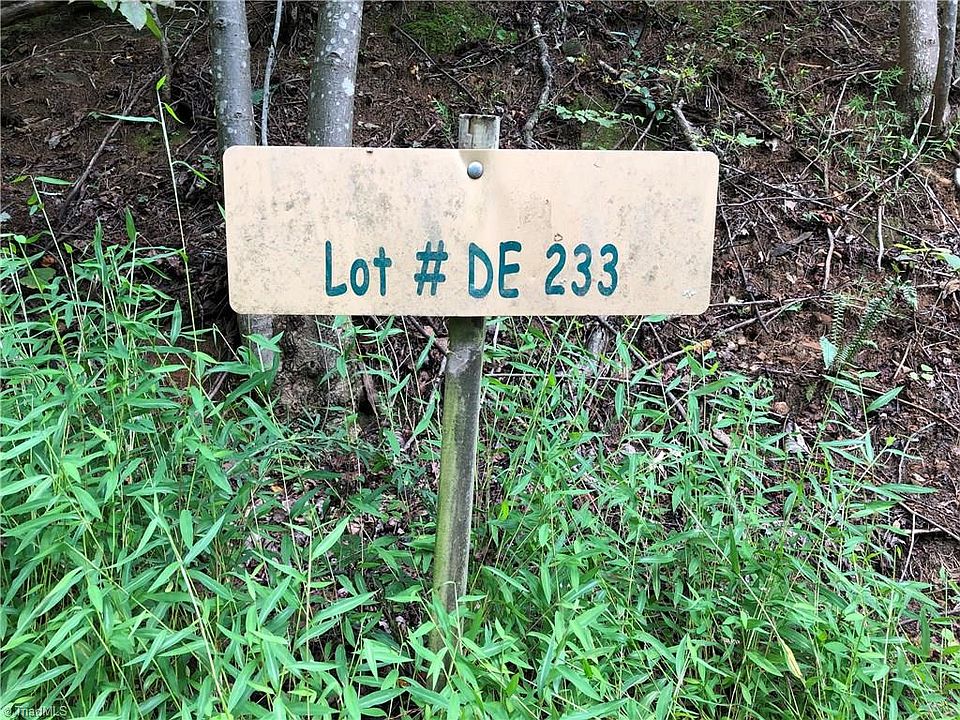 Lot # DE 233
© TriadMLS